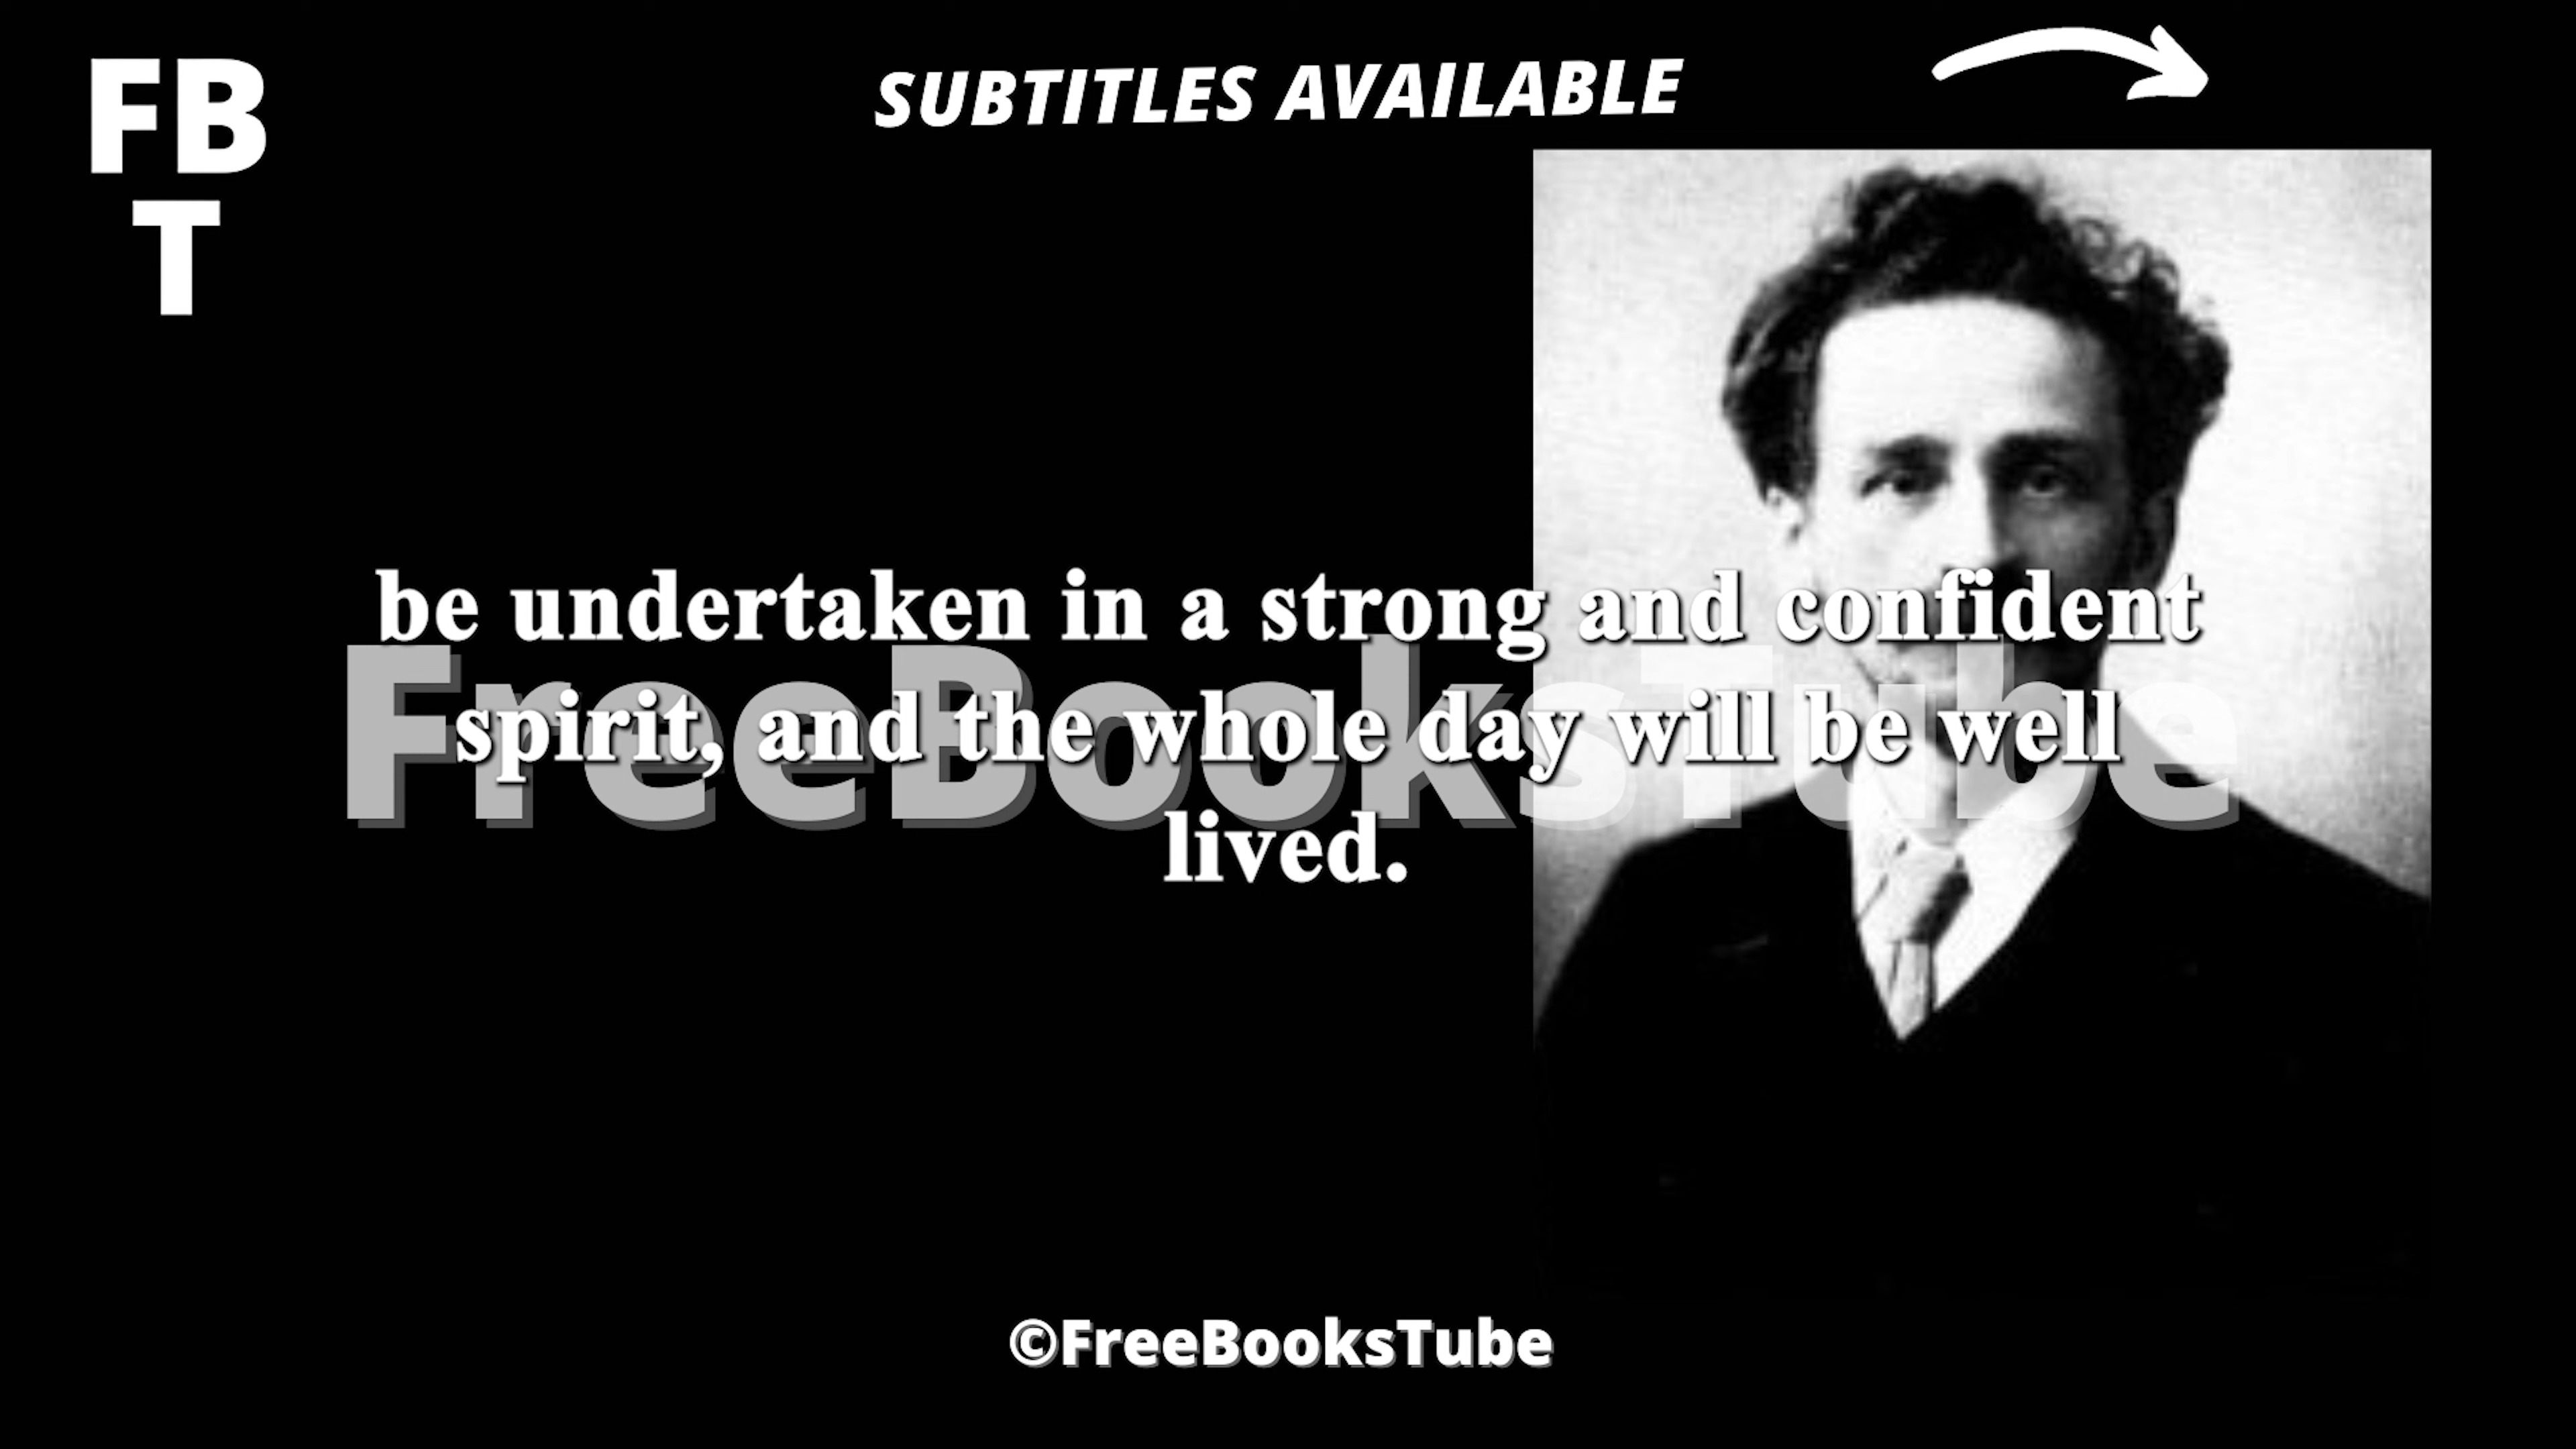 FB
T
SUBTITLES AVAILABLE
be undertaken in a strong and confident
spirit, and the whole day will be well
lived.
FreeBooksTube
©FreeBooksTube